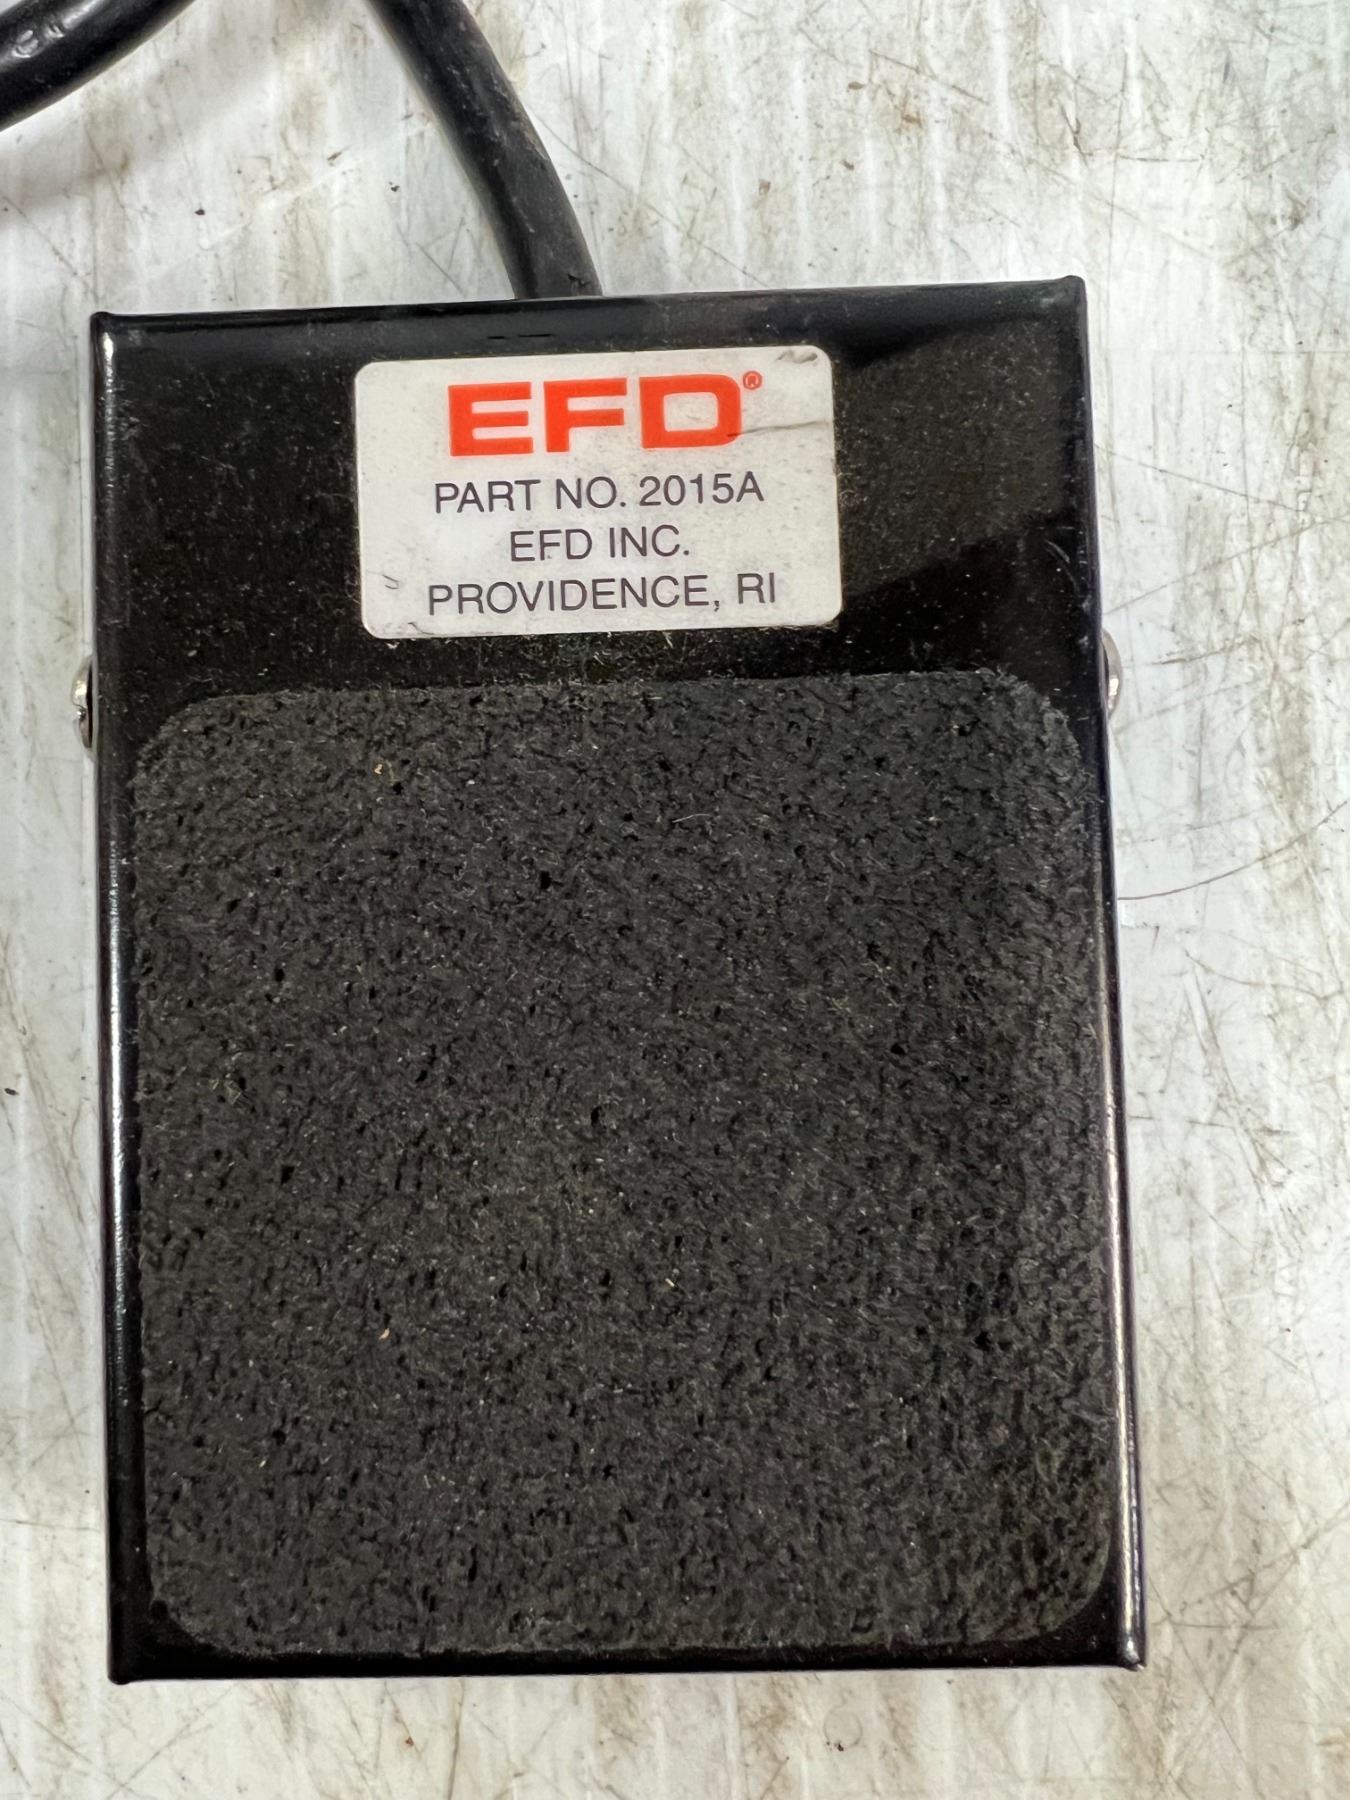 EFD®
PART NO. 2015A
EFD INC.
PROVIDENCE, RI